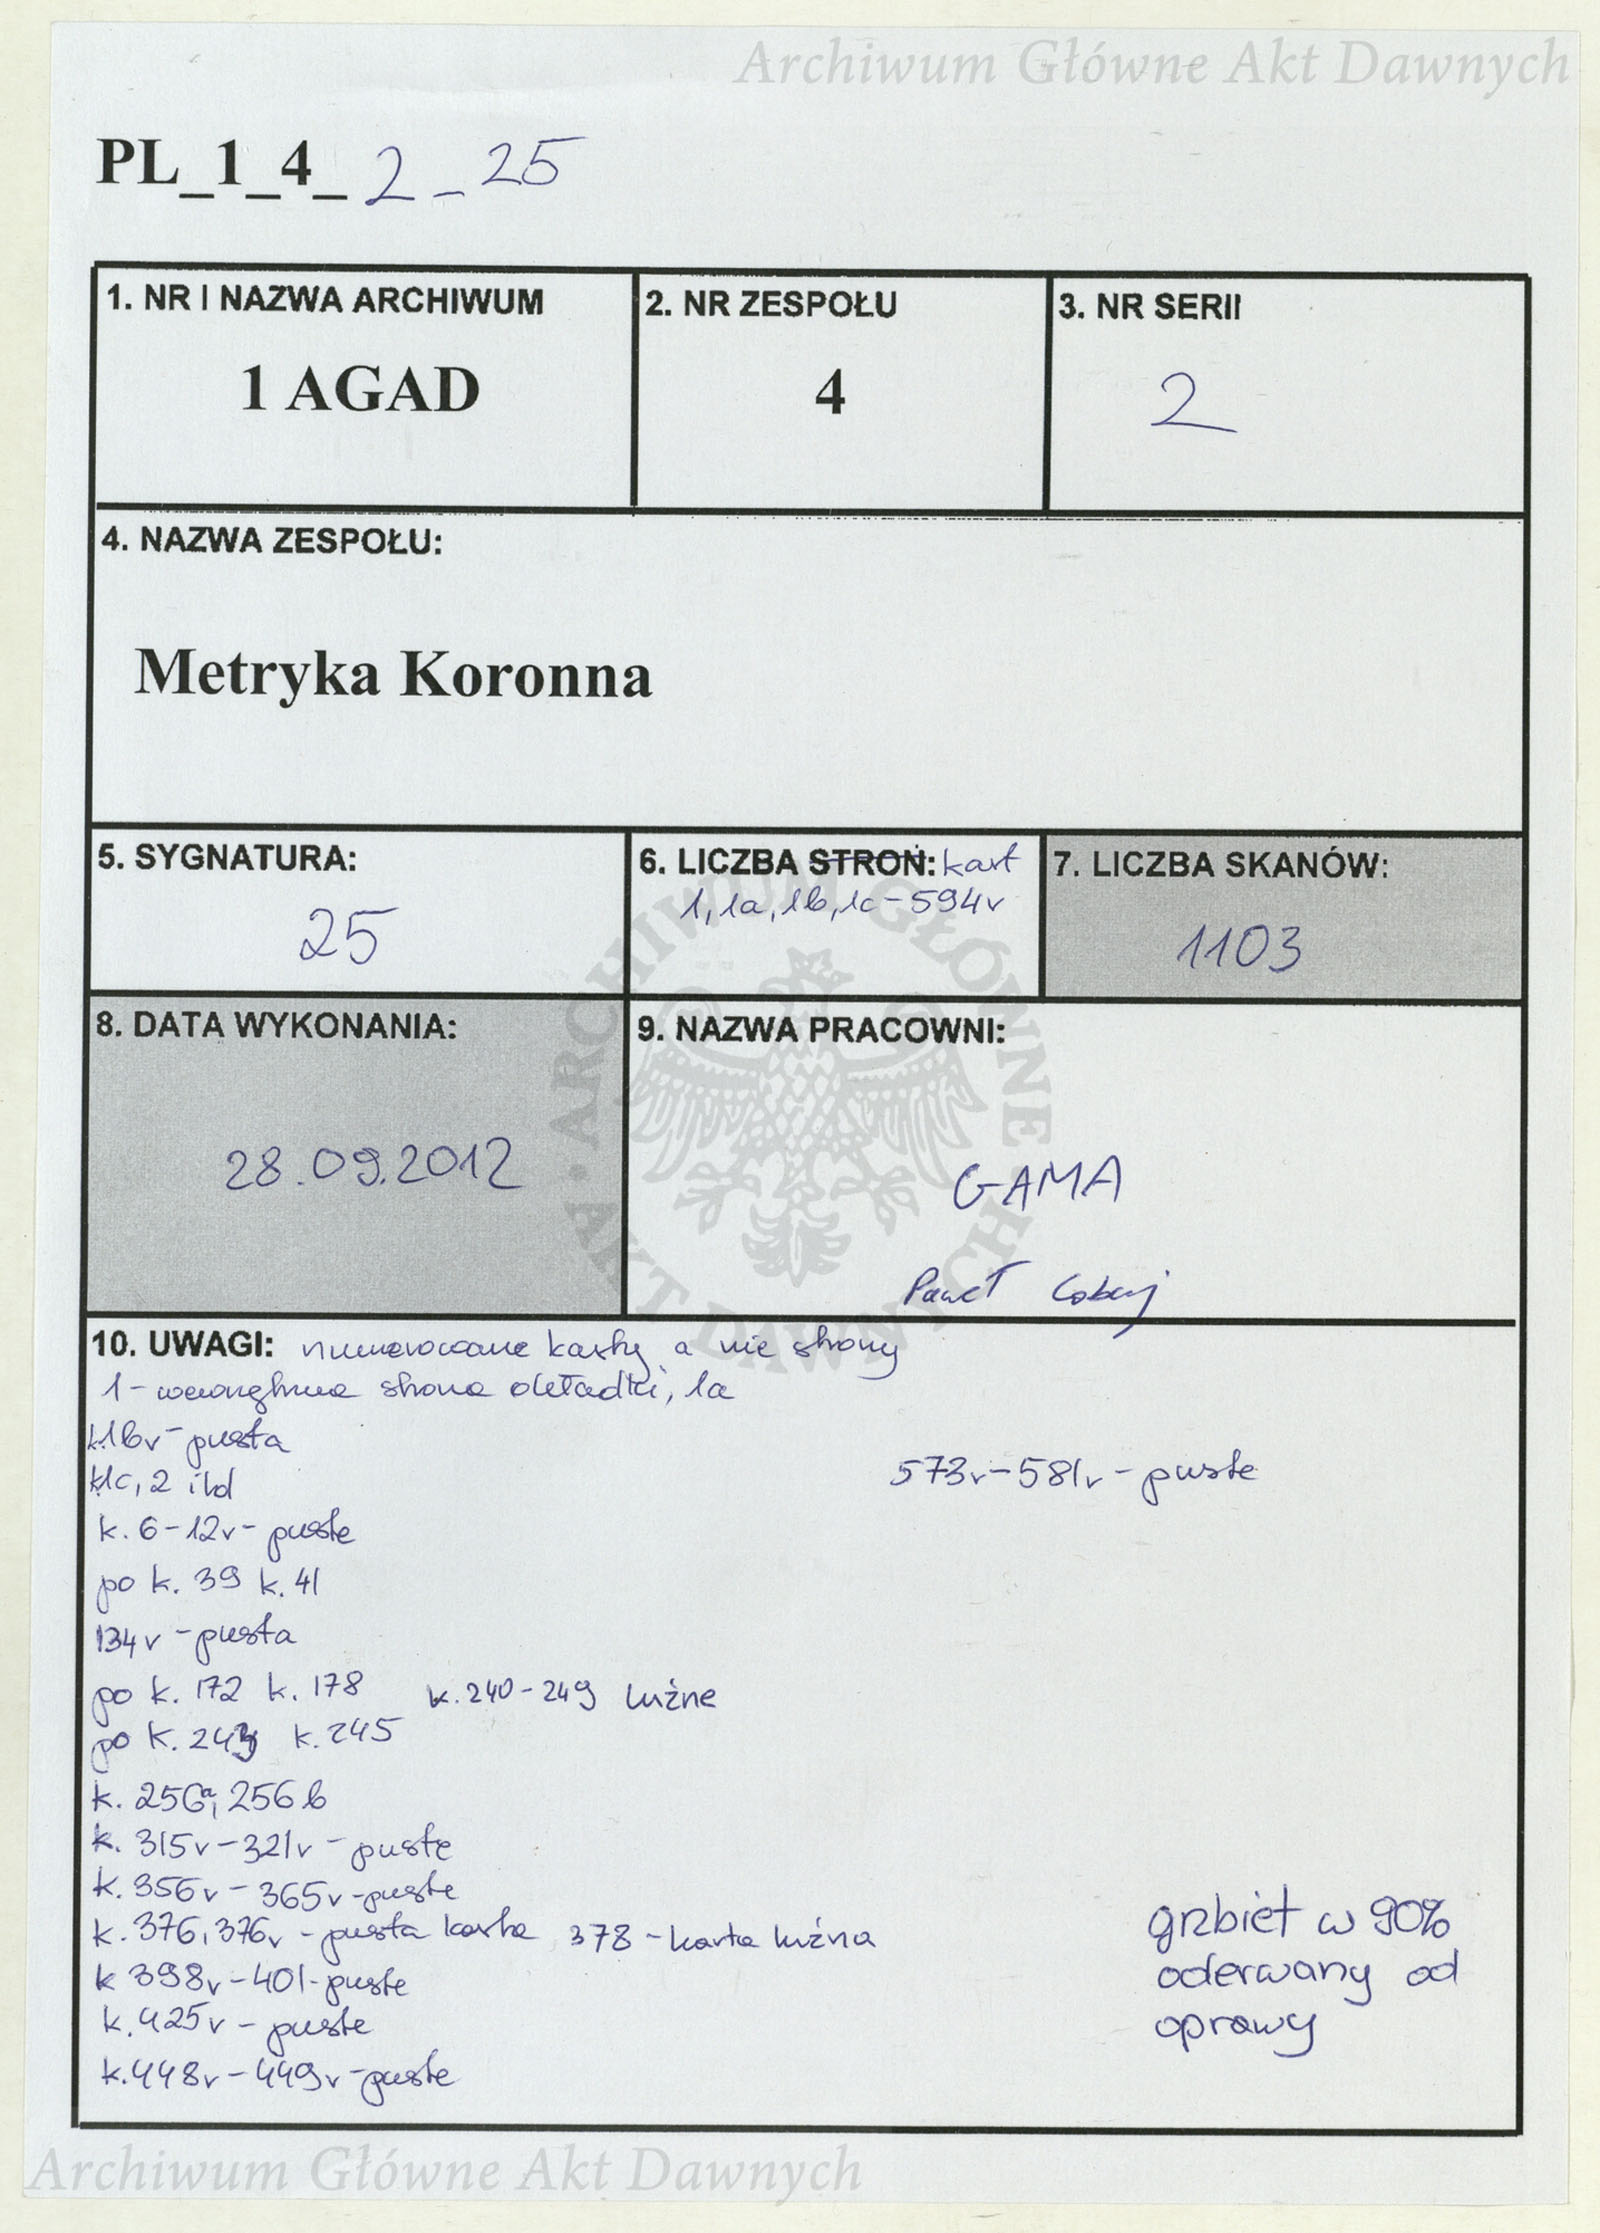 Archiwum Główne Akt Dawnych
PL_1_4_2_25
1. NR I NAZWA ARCHIWUM
1 AGAD
2. NR ZESPOŁU
4
3. NR SERII
2
4. NAZWA ZESPOŁU:
Metryka Koronna
5. SYGNATURA:
25
6. LICZBA STRON: kart
1, 1a, 1b, 1c - 594v
7. LICZBA SKANÓW:
1103
8. DATA WYKONANIA:
28.09.2012
9. NAZWA PRACOWNI:
GAMA
Paweł
10. UWAGI: numerowane karty a nie strony
1 - wewnętrzna strona okładki, 1a
k.1bv - pusta
k1c, 2 itd
k. 6-12v - puste
po k. 39 k. 41
134v - pusta
po k. 172 k. 178
k. 240-249 luźne
po k. 243 k. 245
k. 256a, 256b
k. 315v - 321v - puste
k. 356v - 365v - puste
k. 376, 376v - pusta karta 378 - karta luźna
k 398v - 401 - puste
k. 425v - puste
k. 448v - 449v - puste
573v - 581v - puste
grzbiet w 90%
oderwany od
oprawy
ARCHIWUM GŁÓWNE AKT DAWNYCH
Archiwum Główne Akt Dawnych